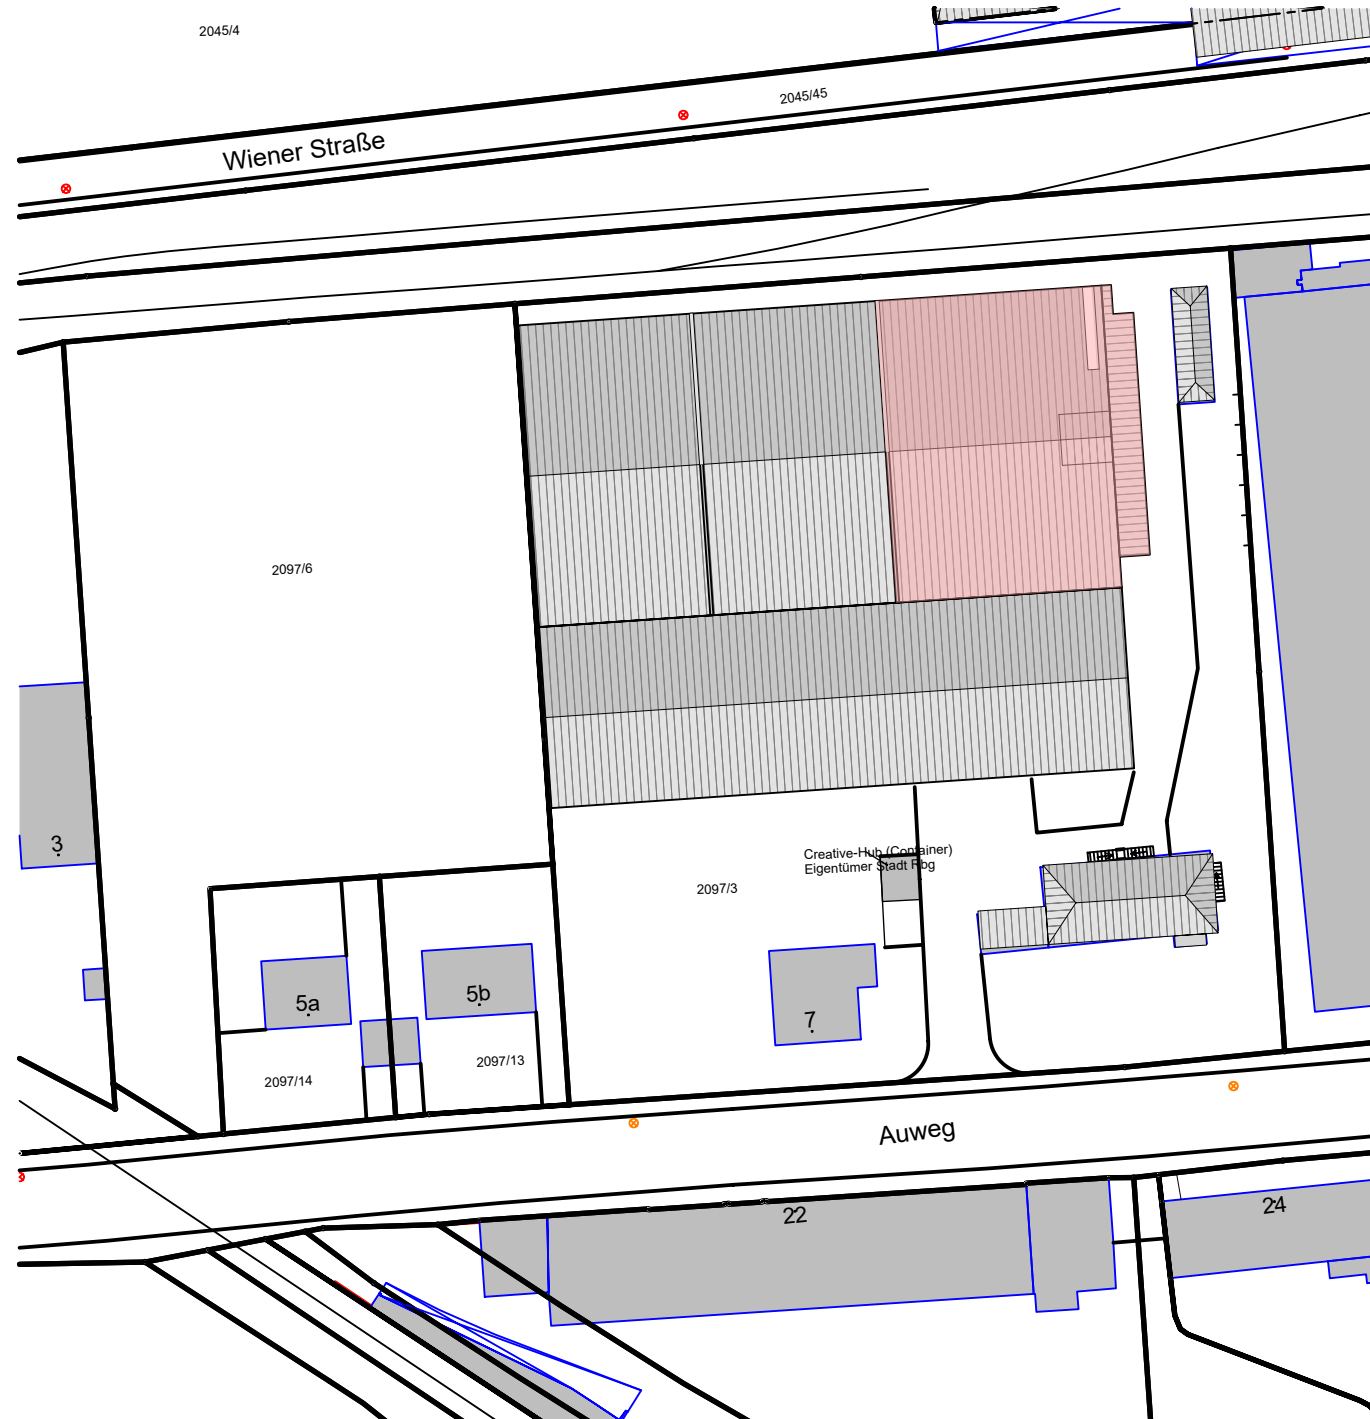 2045/4
2045/45
Wiener Straße
2097/6
3
Creative-Hub (Container)
Eigentümer Stadt Rbg
2097/3
5a
5b
7
2097/13
2097/14
Auweg
22
24